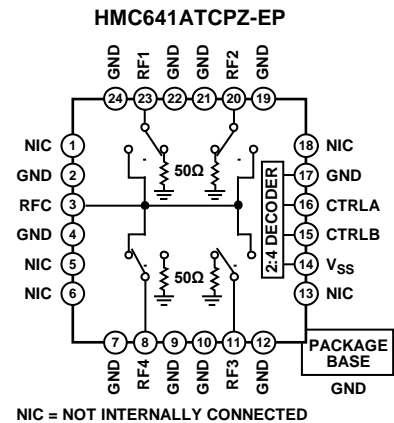 HMC641ATCPZ-EP
GND RF1 GND GND RF2 GND
24 23 22 21 20 19
NIC 1
GND 2
RFC 3
GND 4
NIC 5
NIC 6
50Ω
50Ω
2:4 DECODER
18 NIC
17 GND
16 CTRLA
15 CTRLB
14 VSS
13 NIC
7 8 9 10 11 12
GND RF4 GND GND RF3 GND
PACKAGE
BASE
GND
NIC = NOT INTERNALLY CONNECTED